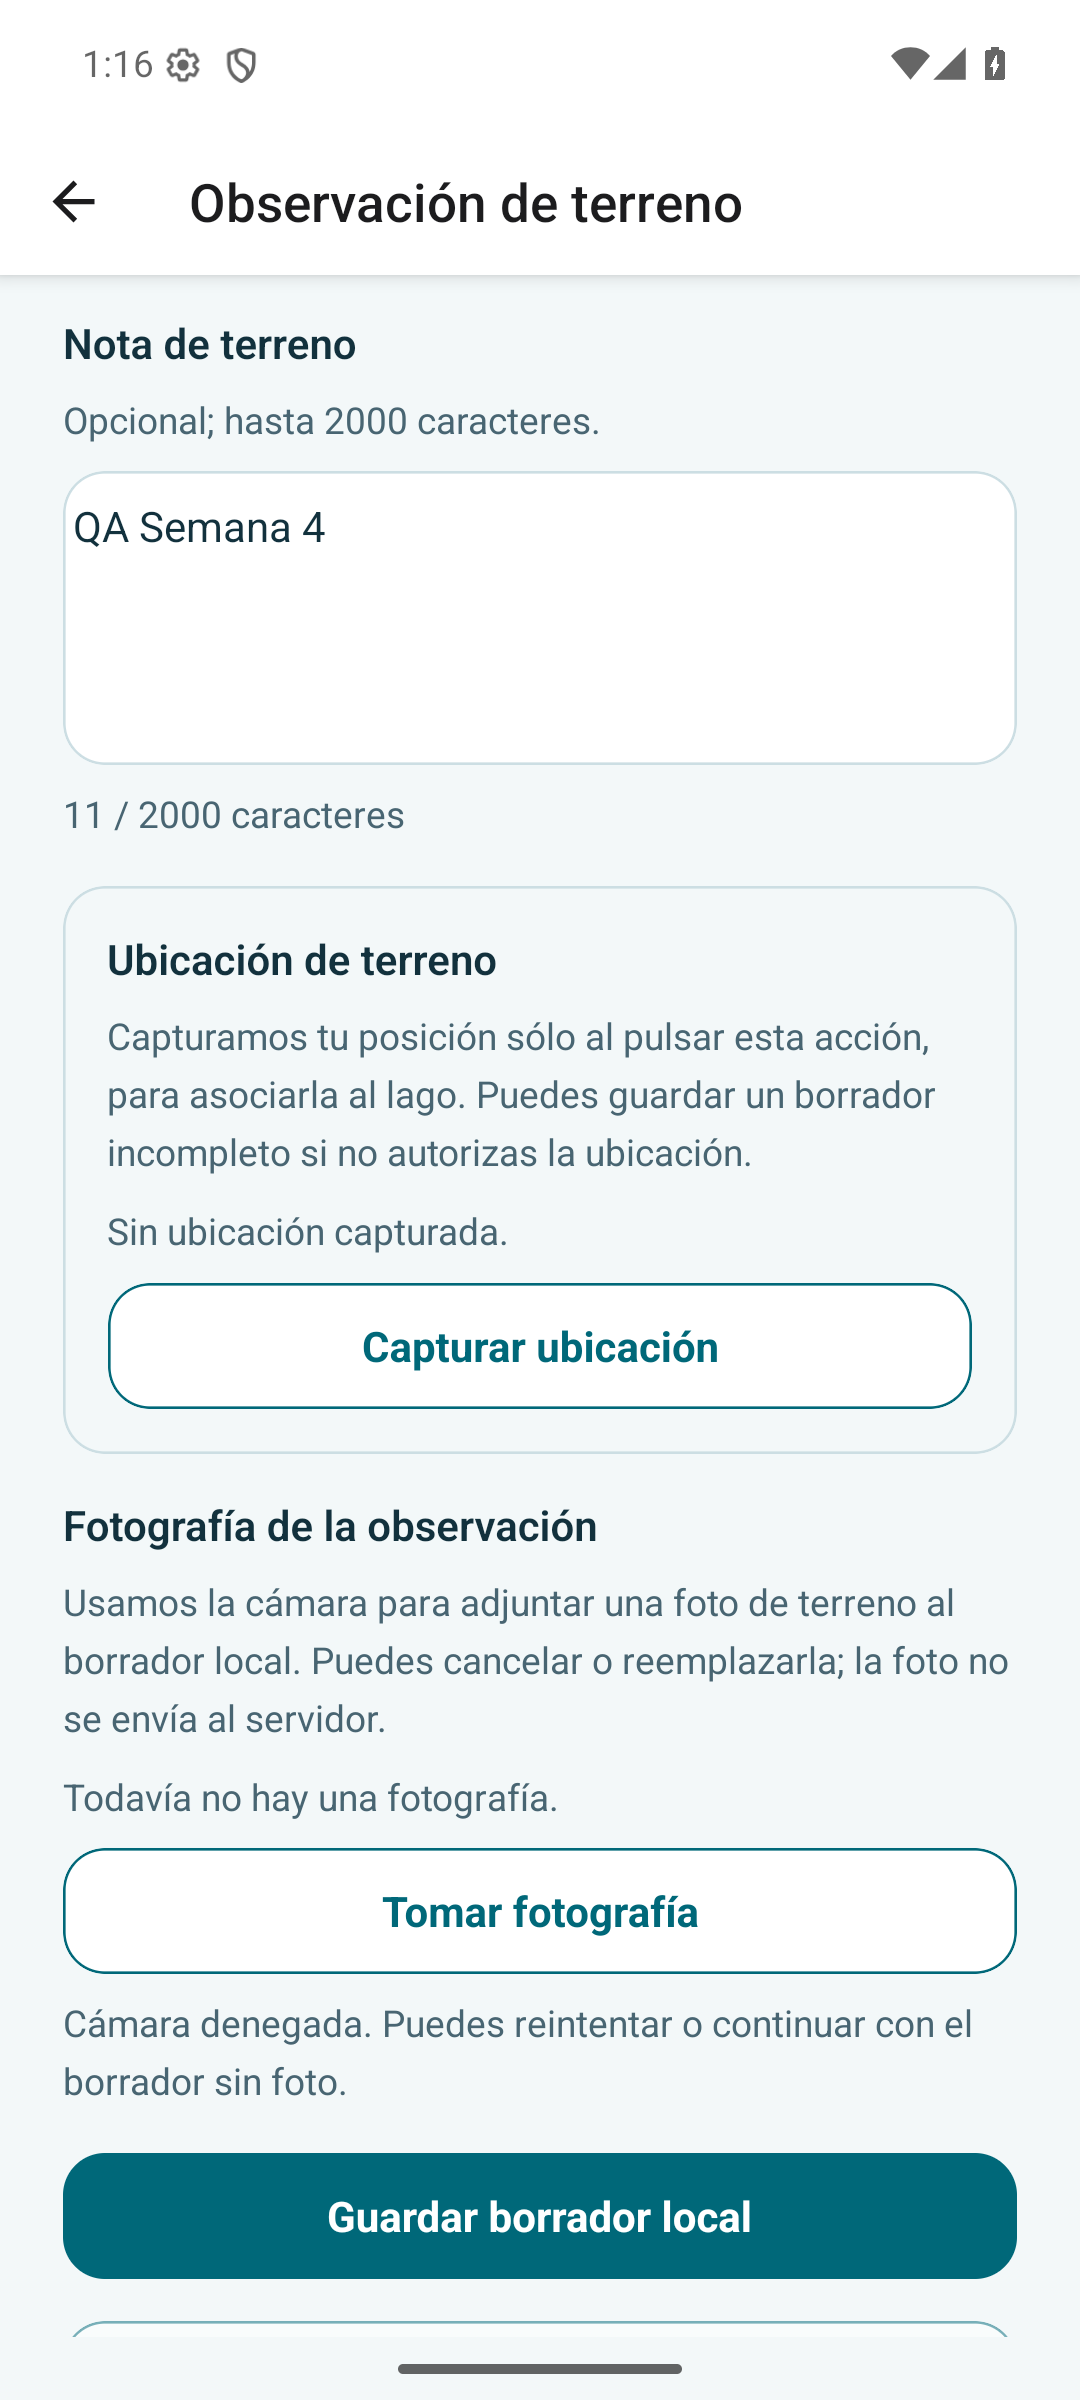 1:16
Observación de terreno
Nota de terreno
Opcional; hasta 2000 caracteres.
QA Semana 4
11 / 2000 caracteres
Ubicación de terreno
Capturamos tu posición sólo al pulsar esta acción,
para asociarla al lago. Puedes guardar un borrador
incompleto si no autorizas la ubicación.
Sin ubicación capturada.
Capturar ubicación
Fotografía de la observación
Usamos la cámara para adjuntar una foto de terreno al
borrador local. Puedes cancelar o reemplazarla; la foto no
se envía al servidor.
Todavía no hay una fotografía.
Tomar fotografía
Cámara denegada. Puedes reintentar o continuar con el
borrador sin foto.
Guardar borrador local